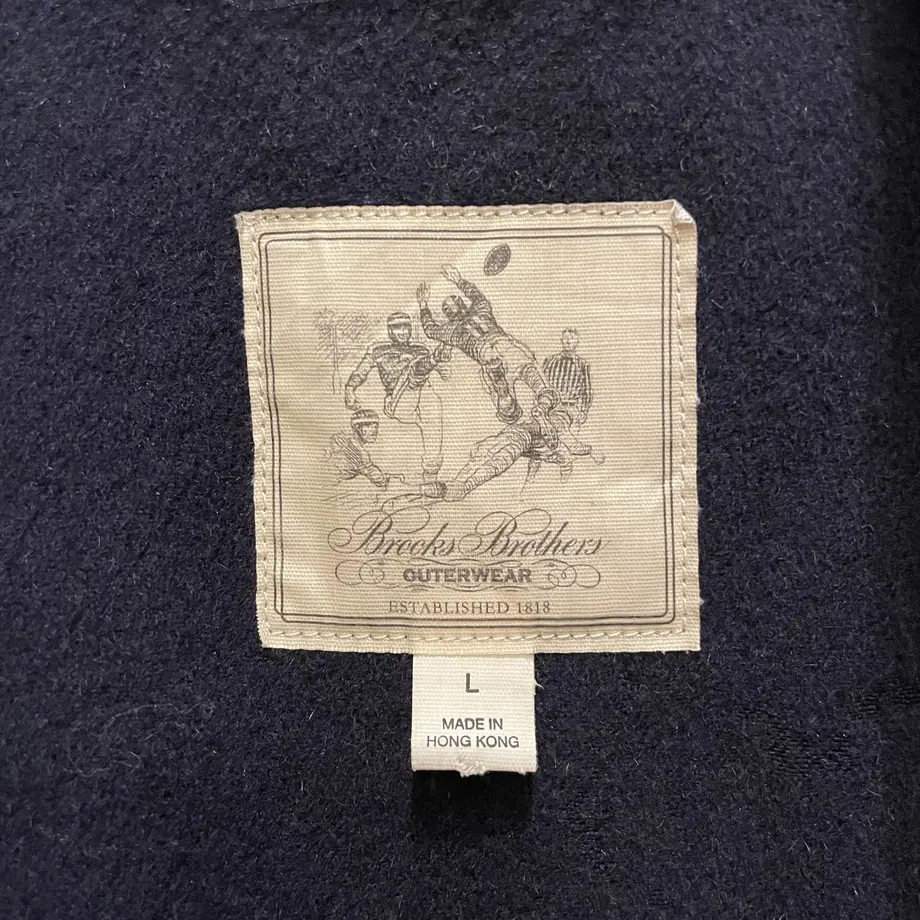 Brooks Brothers
OUTERWEAR
ESTABLISHED 1818
L
MADE IN
HONG KONG